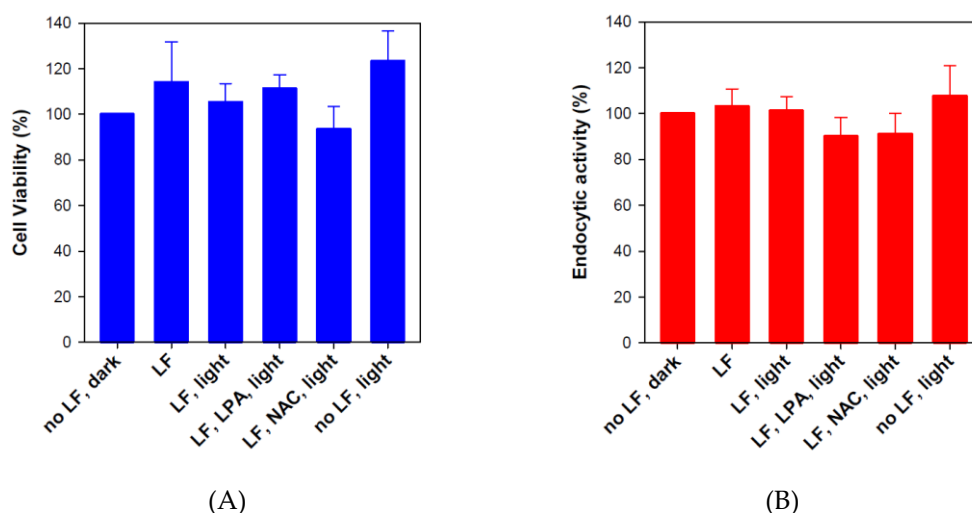 140
120
100
80
60
40
20
0
Cell Viability (%)
no LF, dark
LF
LF, light
LF, LPA, light
LF, NAC, light
no LF, light
(A)
140
120
100
80
60
40
20
0
Endocytic activity (%)
no LF, dark
LF
LF, light
LF, LPA, light
LF, NAC, light
no LF, light
(B)